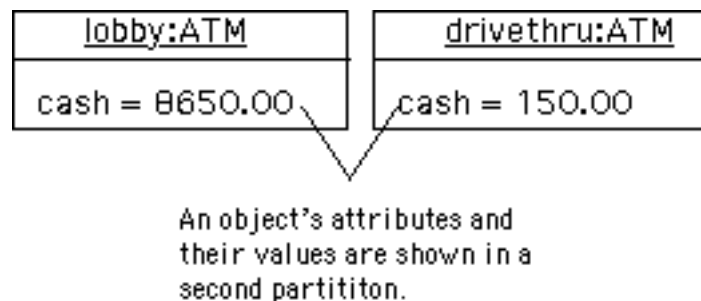 lobby:ATM
drivethru:ATM
cash = 8650.00
cash = 150.00
An object's attributes and
their values are shown in a
second partititon.